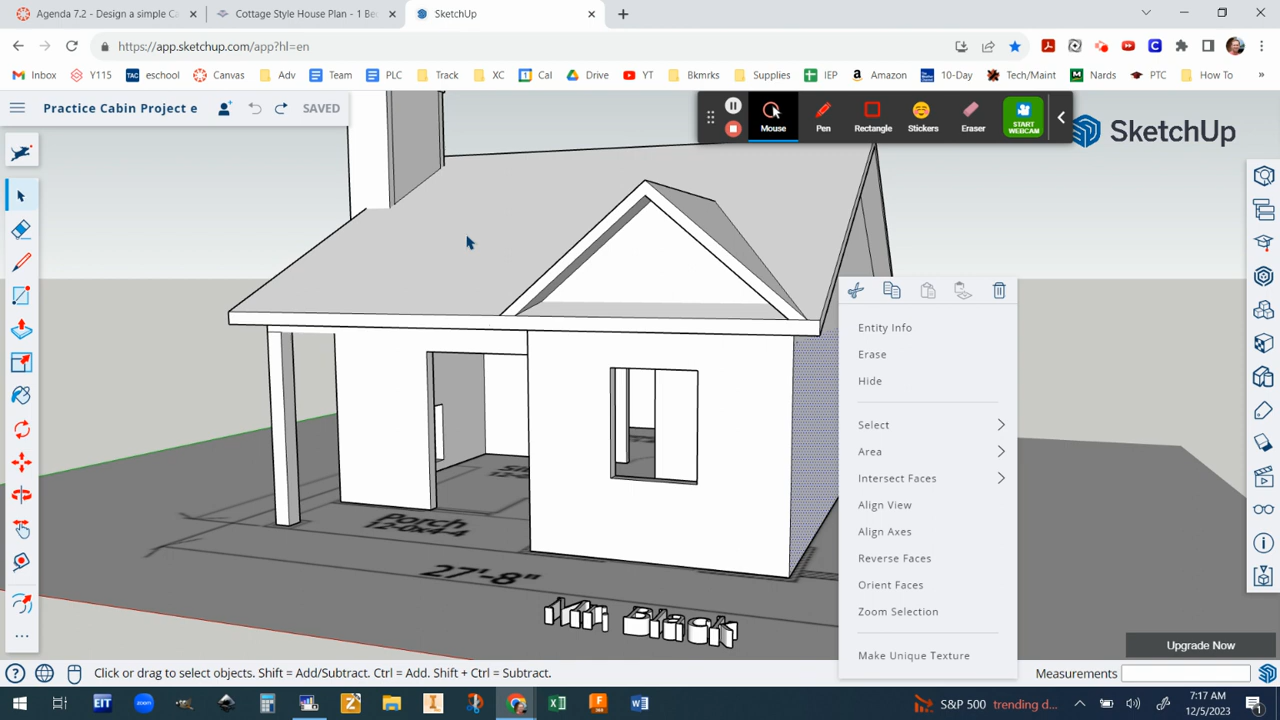 Agenda 7.2 - Design a simple Ca
Cottage Style House Plan - 1 Be
SketchUp
https://app.sketchup.com/app?hl=en
Inbox
Y115
eschool
Canvas
Adv
Team
PLC
Track
XC
Cal
Drive
YT
Bkmrks
Supplies
IEP
Amazon
10-Day
Tech/Maint
Nards
PTC
How To
Practice Cabin Project e
SAVED
Mouse
Pen
Rectangle
Stickers
Eraser
START
WEBCAM
SketchUp
Entity Info
Erase
Hide
Select
Area
Intersect Faces
Align View
Align Axes
Reverse Faces
Orient Faces
Zoom Selection
Make Unique Texture
Porch
27'-8"
Black
Upgrade Now
Click or drag to select objects. Shift = Add/Subtract. Ctrl = Add. Shift + Ctrl = Subtract.
Measurements
S&P 500
trending d...
7:17 AM
12/5/2023